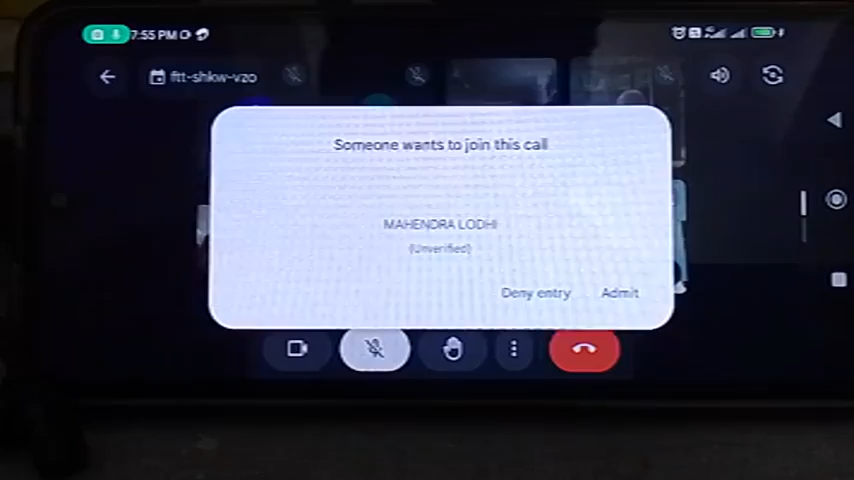 7:55 PM
ftt-shkw-vzo
Someone wants to join this call
MAHENDRA LODHI
(Unverified)
Deny entry Admit